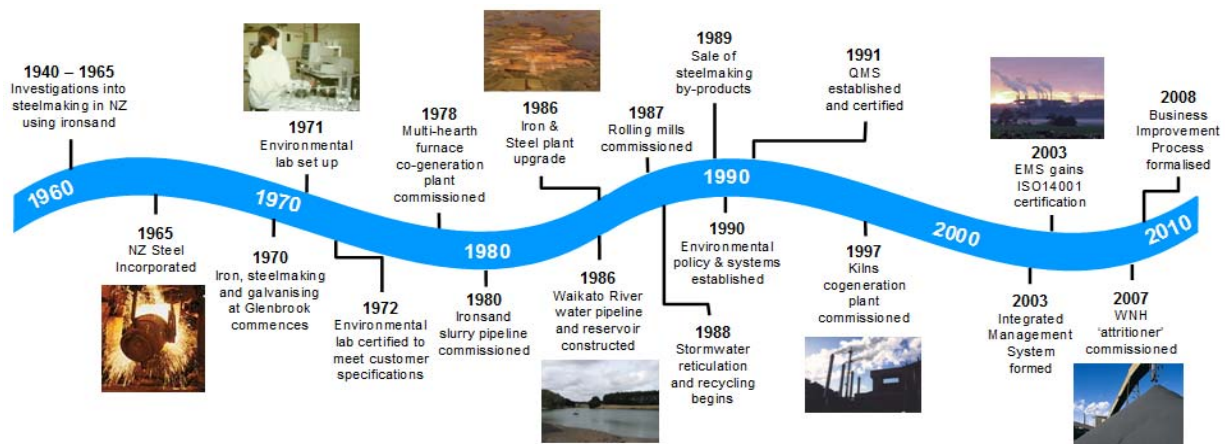 1940 – 1965
Investigations into
steelmaking in NZ
using ironsand
1971
Environmental
lab set up
1978
Multi-hearth
furnace
co-generation
plant
commissioned
1986
Iron &
Steel plant
upgrade
1987
Rolling mills
commissioned
1989
Sale of
steelmaking
by-products
1991
QMS
established
and certified
2003
EMS gains
ISO14001
certification
2008
Business
Improvement
Process
formalised
1960
1970
1980
1990
2000
2010
1965
NZ Steel
Incorporated
1970
Iron, steelmaking
and galvanising
at Glenbrook
commences
1972
Environmental
lab certified to
meet customer
specifications
1980
Ironsand
slurry pipeline
commissioned
1986
Waikato River
water pipeline
and reservoir
constructed
1988
Stormwater
reticulation
and recycling
begins
1990
Environmental
policy & systems
established
1997
Kilns
cogeneration
plant
commissioned
2003
Integrated
Management
System
formed
2007
WNH
‘attritioner’
commissioned